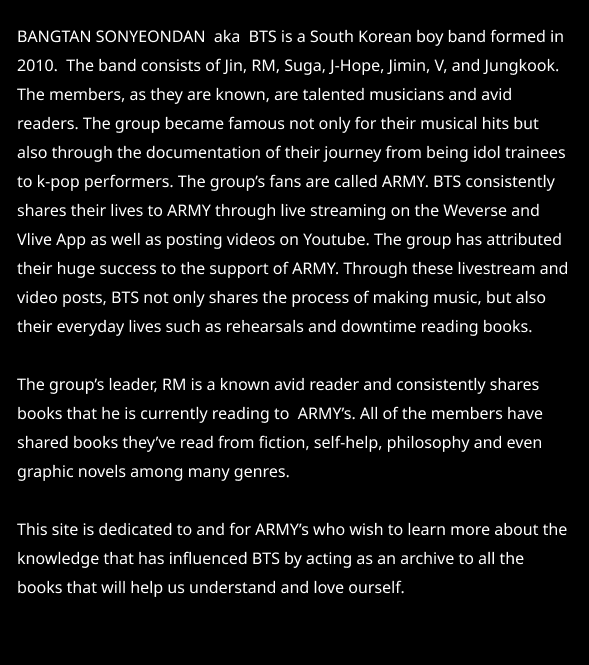 BANGTAN SONYEONDAN  aka  BTS is a South Korean boy band formed in
2010.  The band consists of Jin, RM, Suga, J-Hope, Jimin, V, and Jungkook.
The members, as they are known, are talented musicians and avid
readers. The group became famous not only for their musical hits but
also through the documentation of their journey from being idol trainees
to k-pop performers. The group’s fans are called ARMY. BTS consistently
shares their lives to ARMY through live streaming on the Weverse and
Vlive App as well as posting videos on Youtube. The group has attributed
their huge success to the support of ARMY. Through these livestream and
video posts, BTS not only shares the process of making music, but also
their everyday lives such as rehearsals and downtime reading books.
The group’s leader, RM is a known avid reader and consistently shares
books that he is currently reading to  ARMY’s. All of the members have
shared books they’ve read from fiction, self-help, philosophy and even
graphic novels among many genres.
This site is dedicated to and for ARMY’s who wish to learn more about the
knowledge that has influenced BTS by acting as an archive to all the
books that will help us understand and love ourself.